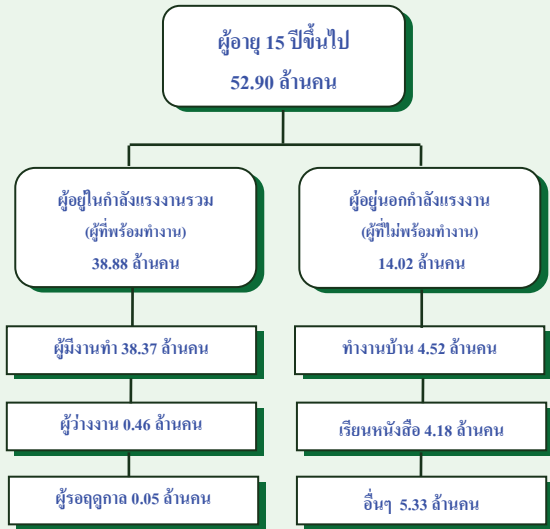 ผู้อายุ 15 ปีขึ้นไป
52.90 ล้านคน
ผู้อยู่ในกำลังแรงงานรวม
(ผู้ที่พร้อมทำงาน)
38.88 ล้านคน
ผู้อยู่นอกกำลังแรงงาน
(ผู้ที่ไม่พร้อมทำงาน)
14.02 ล้านคน
ผู้มีงานทำ 38.37 ล้านคน
ผู้ว่างงาน 0.46 ล้านคน
ผู้รอฤดูกาล 0.05 ล้านคน
ทำงานบ้าน 4.52 ล้านคน
เรียนหนังสือ 4.18 ล้านคน
อื่นๆ 5.33 ล้านคน